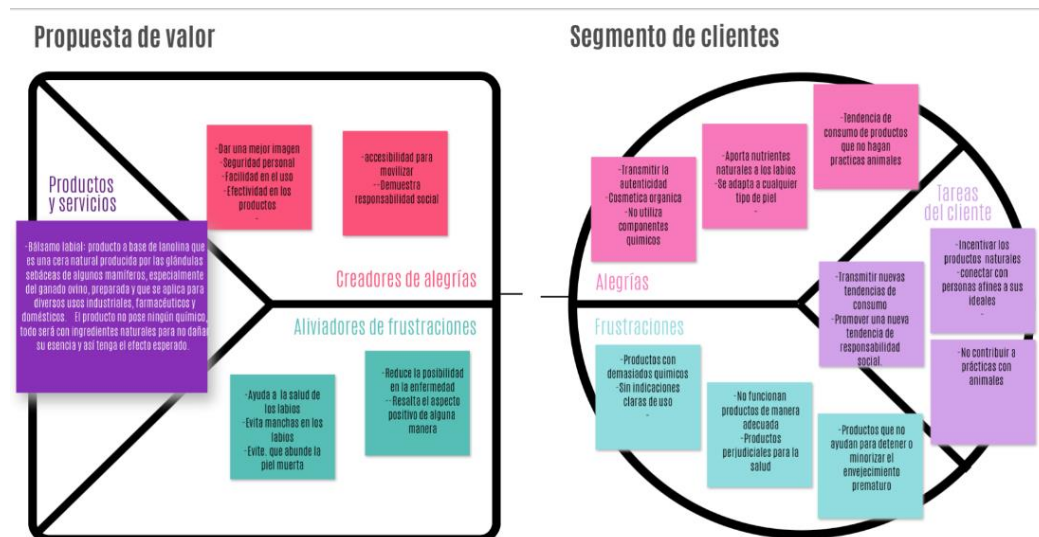 Propuesta de valor
Productos
y servicios
-Bálsamo labial: producto a base de lanolina que
es una cera natural producida por las glándulas
sebáceas de algunos mamíferos, especialmente
del ganado ovino, preparada y que se aplica para
diversos usos industriales, farmacéuticos y
domésticos. El producto no pose ningún químico,
todo será con ingredientes naturales para no dañar
su esencia y así tenga el efecto esperado.
-Dar una mejor imagen
-Seguridad personal
-Facilidad en el uso
-Efectividad en los
productos
-
-accesibilidad para
movilizar
--Demuestra
responsabilidad social
Creadores de alegrías
Aliviadores de frustraciones
-Ayuda a la salud de
los labios
-Evita manchas en los
labios
-Evite, que abunde la
piel muerta
-Reduce la posibilidad
en la enfermedad
--Resalta el aspecto
positivo de alguna
manera
Segmento de clientes
-Transmitir la
autenticidad
-Cosmetica organica
-No utiliza
componentes
quimicos
-Aporta nutrientes
naturales a los labios
-Se adapta a cualquier
tipo de piel
-
-Tendencia de
consumo de productos
que no hagan
practicas animales
Alegrías
Frustraciones
-Productos con
demasiados quimicos
-Sin indicaciones
claras de uso
-
-No funcionan
productos de manera
adecuada
-Productos
perjudiciales para la
salud
-Productos que no
ayudan para detener o
minorizar el
envejecimiento
prematuro
Tareas
del cliente
-Transmitir nuevas
tendencias de
consumo
-Promover una nueva
tendencia de
responsabilidad
social.
-Incentivar los
productos naturales
-conectar con
personas afines a sus
ideales
-
-No contribuir a
prácticas con
animales